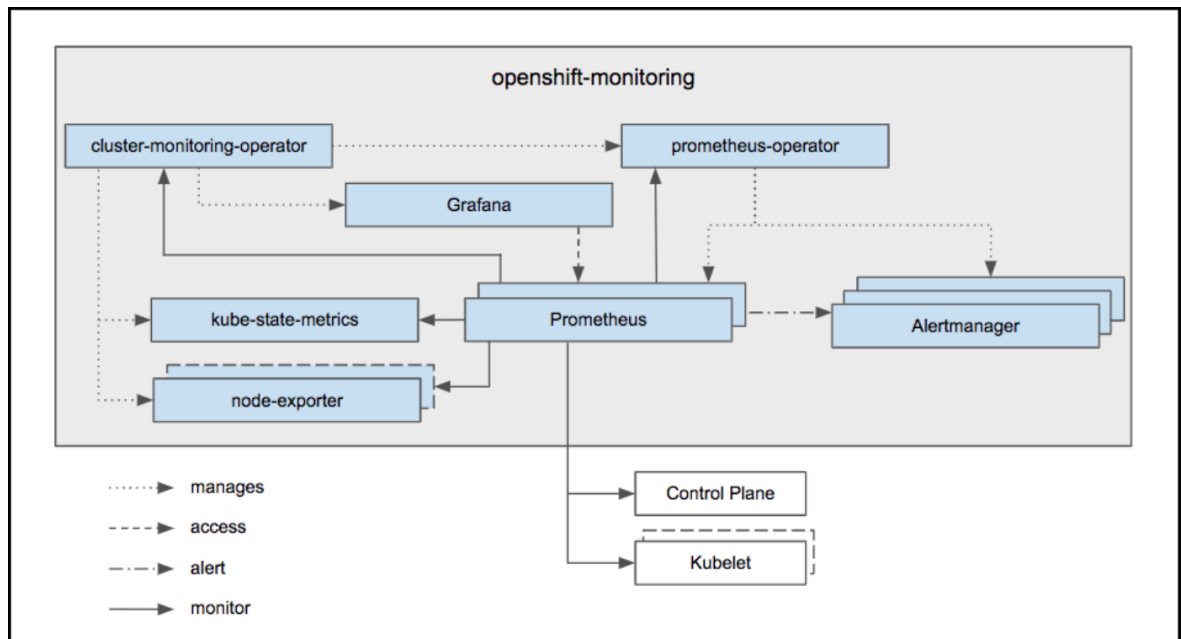 openshift-monitoring
cluster-monitoring-operator
prometheus-operator
Grafana
kube-state-metrics
Prometheus
Alertmanager
node-exporter
manages
access
alert
monitor
Control Plane
Kubelet